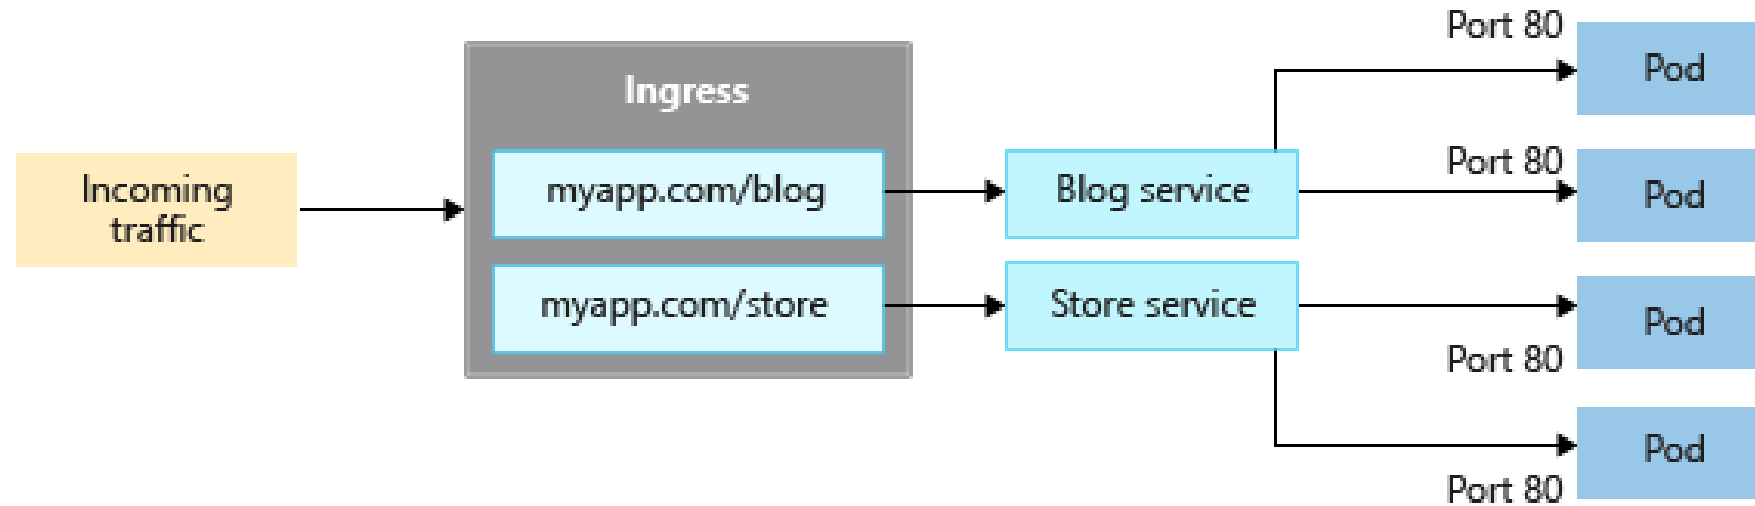 Incoming
traffic
Ingress
myapp.com/blog
myapp.com/store
Blog service
Store service
Port 80
Pod
Port 80
Pod
Pod
Port 80
Pod
Port 80